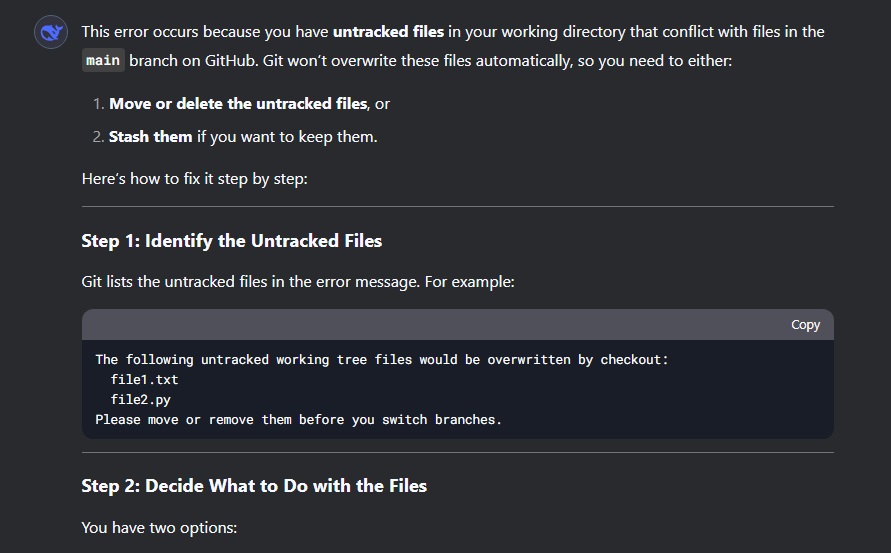 This error occurs because you have untracked files in your working directory that conflict with files in the
main branch on GitHub. Git won't overwrite these files automatically, so you need to either:
1. Move or delete the untracked files, or
2. Stash them if you want to keep them.
Here's how to fix it step by step:
Step 1: Identify the Untracked Files
Git lists the untracked files in the error message. For example:
Copy
The following untracked working tree files would be overwritten by checkout:
  file1.txt
  file2.py
Please move or remove them before you switch branches.
Step 2: Decide What to Do with the Files
You have two options: